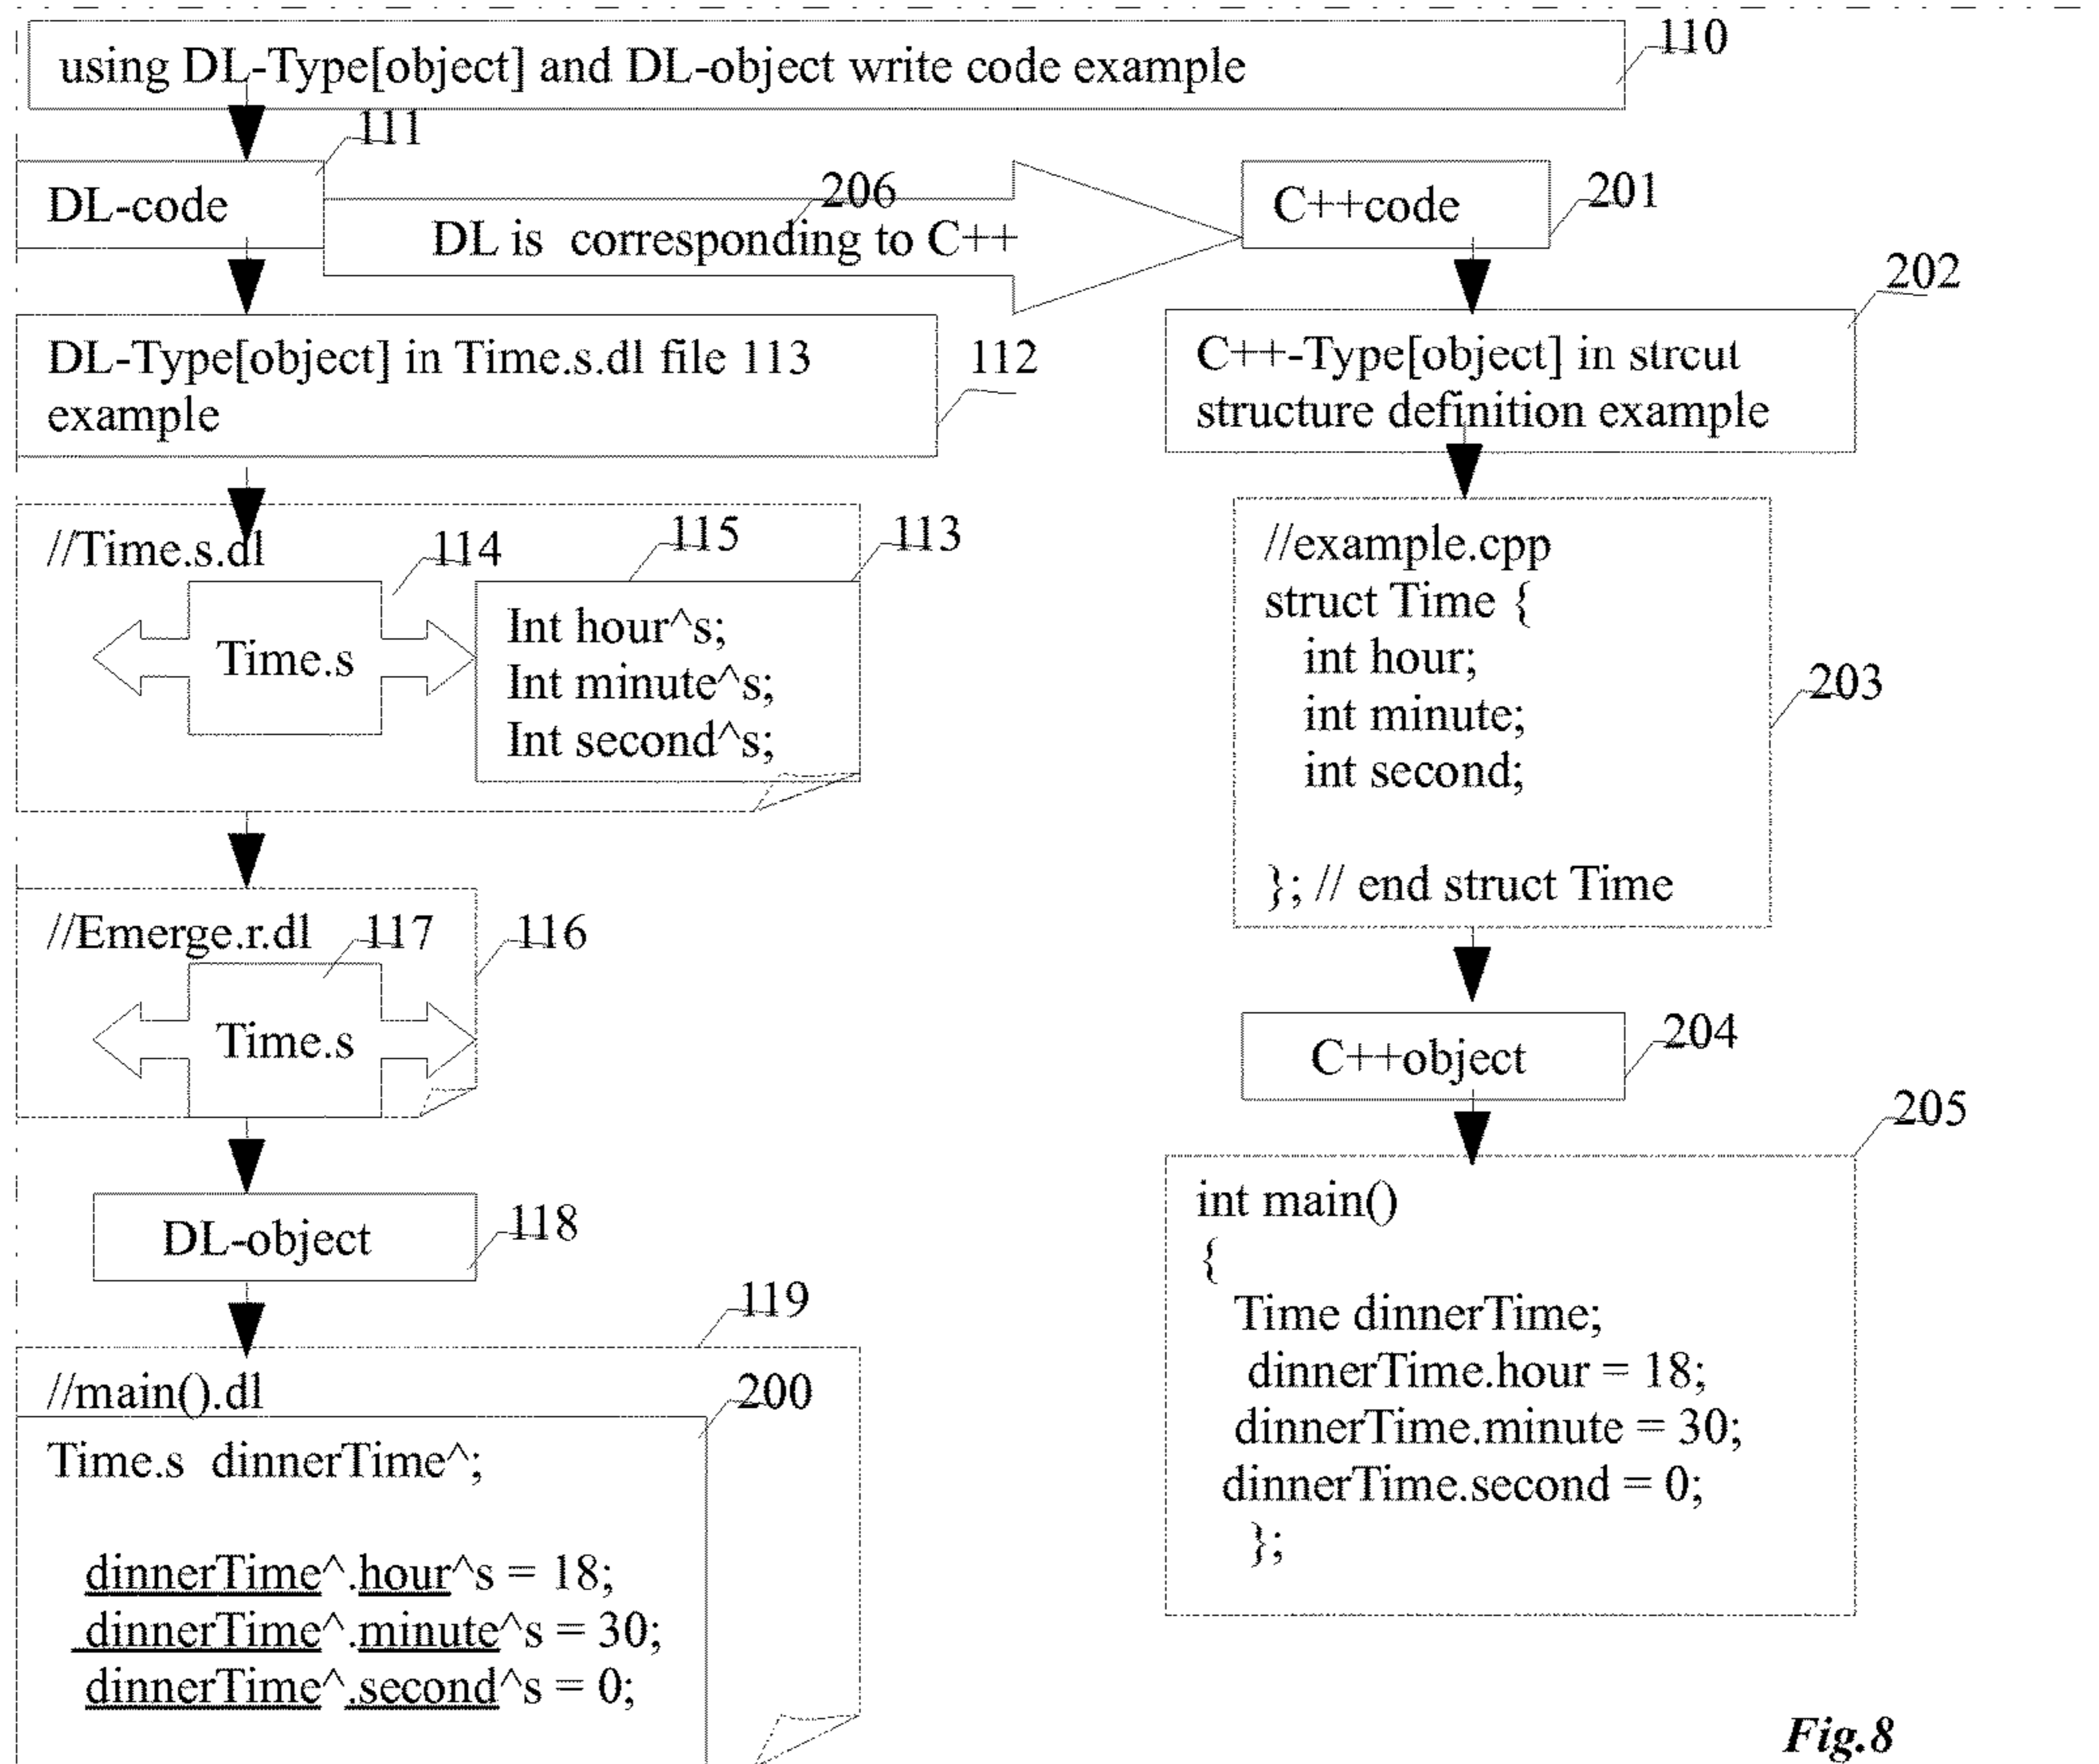 110
using DL-Type[object] and DL-object write code example
111
DL-code
206
DL is corresponding to C++
C++code
201
202
DL-Type[object] in Time.s.dl file 113
example
112
C++-Type[object] in strcut
structure definition example
//Time.s.dl
114
115
113
Time.s
Int hour^s;
Int minute^s;
Int second^s;
//example.cpp
struct Time {
int hour;
int minute;
int second;
}; // end struct Time
203
//Emerge.r.dl
117
116
Time.s
C++object
204
DL-object
118
205
119
//main().dl
200
Time.s dinnerTime^;
dinnerTime^.hour^s = 18;
dinnerTime^.minute^s = 30;
dinnerTime^.second^s = 0;
int main()
{
Time dinnerTime;
dinnerTime.hour = 18;
dinnerTime.minute = 30;
dinnerTime.second = 0;
};
Fig.8